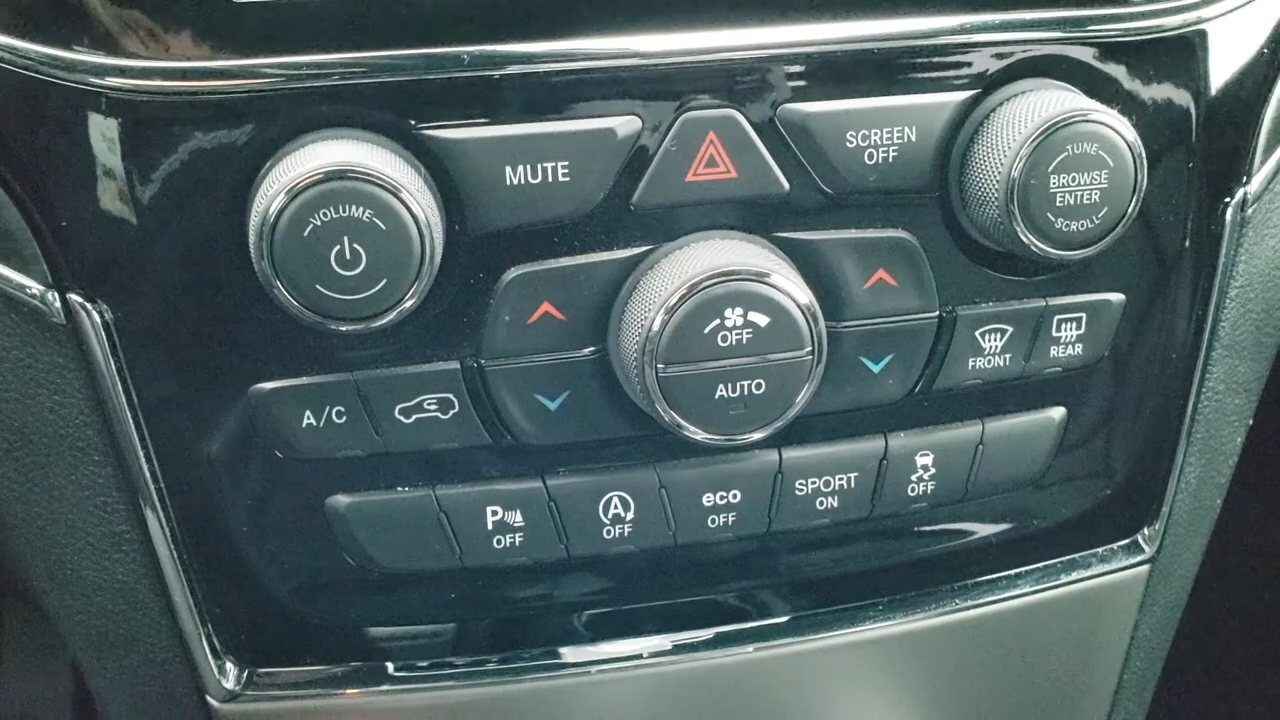 MUTE
SCREEN
OFF
VOLUME
TUNE
BROWSE
ENTER
SCROLL
OFF
AUTO
FRONT
REAR
A/C
P
OFF
A
OFF
eco
OFF
SPORT
ON
OFF